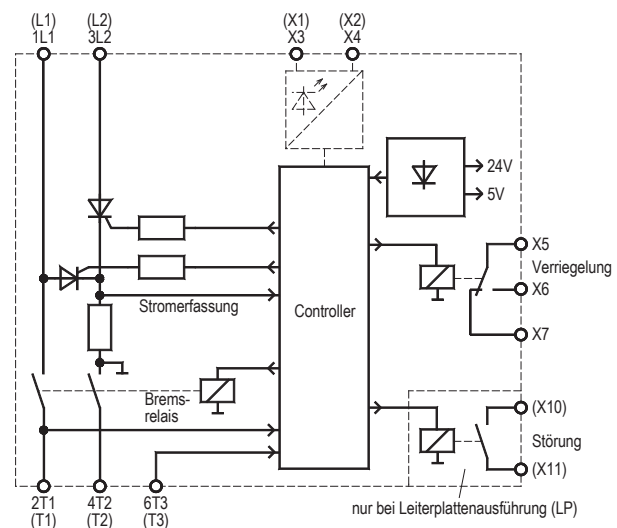 (L1) (L2) (X1) (X2)
1L1 3L2 X3 X4
24V
5V
X5
Verriegelung
X6
Stromerfassung
Controller
X7
Brems-
relais
(X10)
Störung
(X11)
2T1 4T2 6T3
(T1) (T2) (T3)
nur bei Leiterplattenausführung (LP)